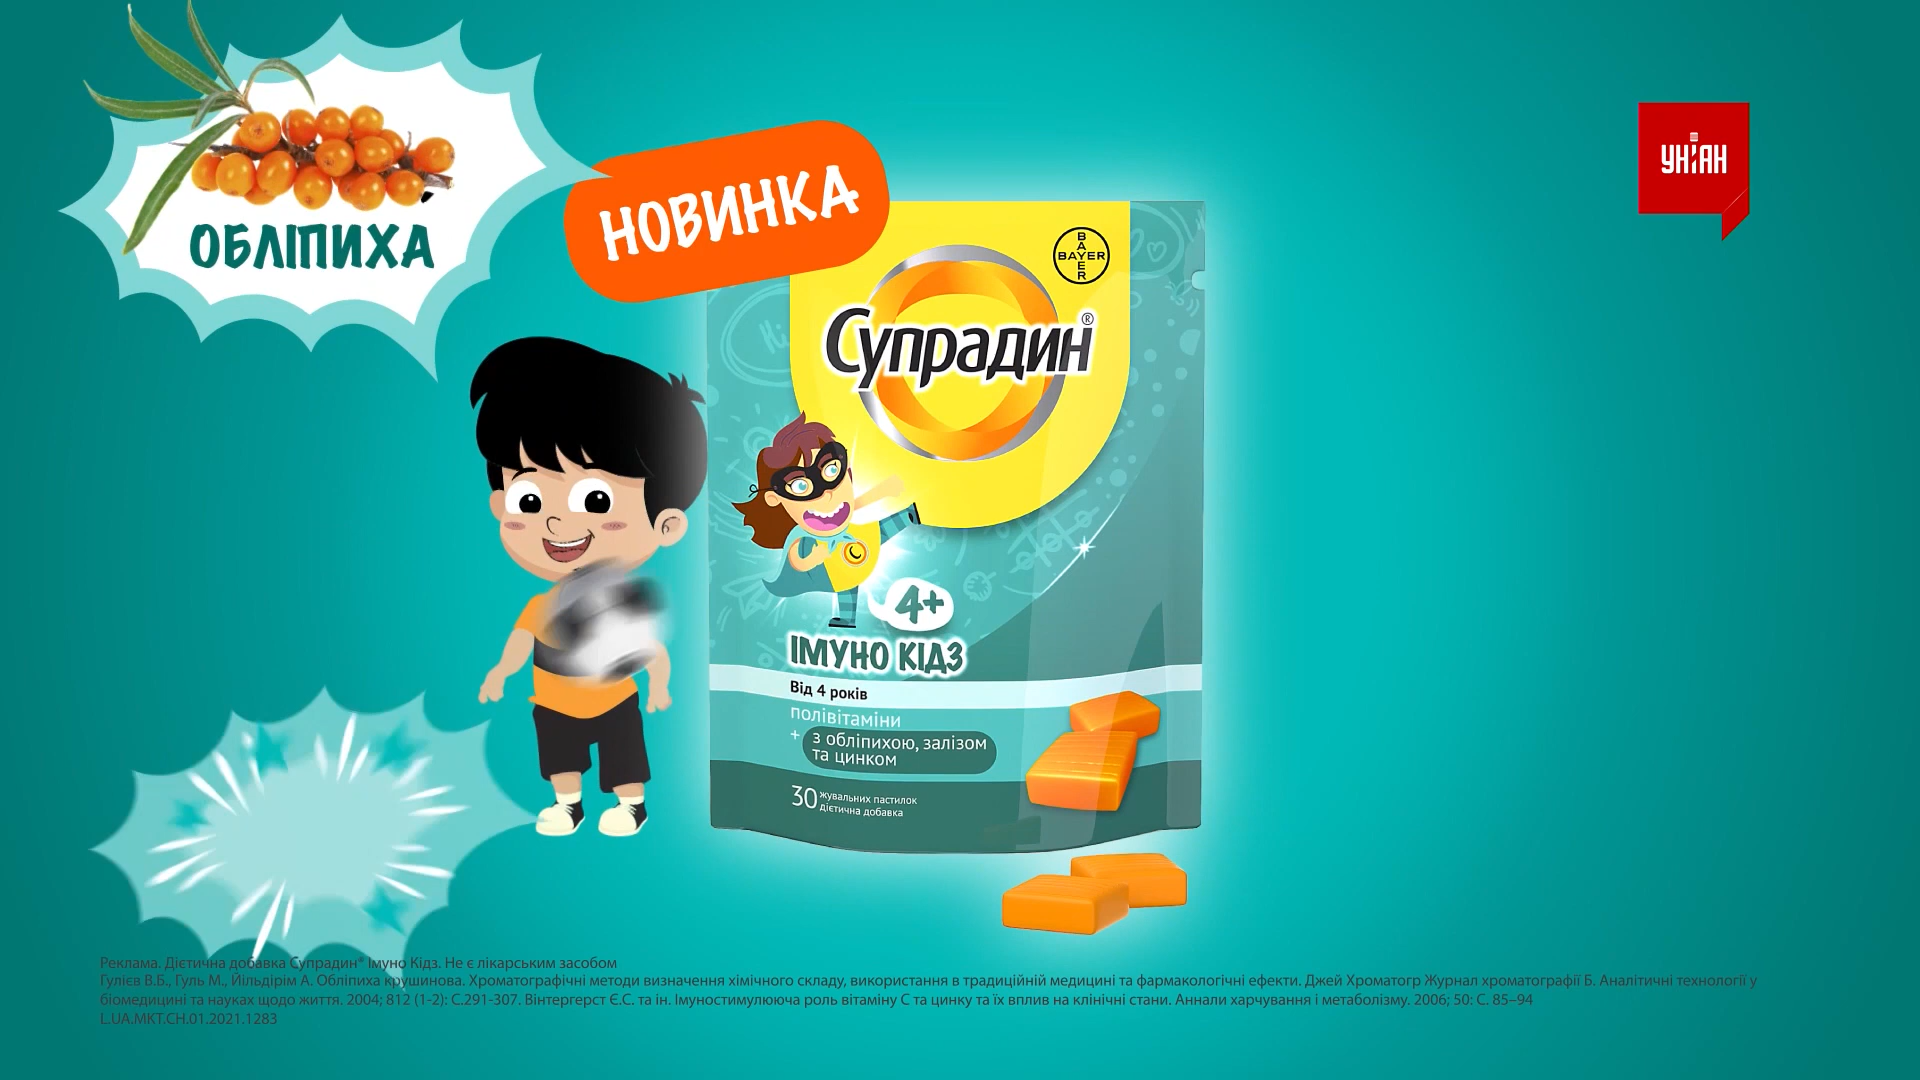 ОБЛІПИХА
НОВИНКА
УНІАН
BAYER
BAYER
Супрадин®
4+
ІМУНО КІДЗ
Від 4 років
полівітаміни
+ з обліпихою, залізом
та цинком
30 жувальних пастилок
дієтична добавка
Реклама. Дієтична добавка Супрадин® Імуно Кідз. Не є лікарським засобом
Гулієв В.Б., Гуль М., Йільдірім А. Обліпиха крушинова. Хроматографічні методи визначення хімічного складу, використання в традиційній медицині та фармакологічні ефекти. Джей Хроматогр Журнал хроматографії Б. Аналітичні технології у
біомедицині та науках щодо життя. 2004; 812 (1-2): С.291-307. Вінтергерст Є.С. та ін. Імуностимулююча роль вітаміну С та цинку та їх вплив на клінічні стани. Аннали харчування і метаболізму. 2006; 50: С. 85–94
L.UA.MKT.CH.01.2021.1283